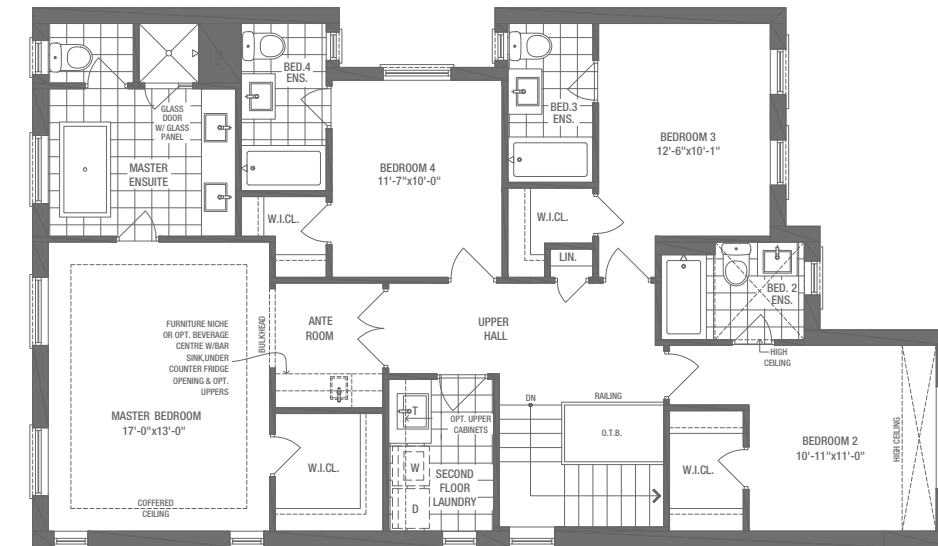 BED.4
ENS.
GLASS
DOOR
W/ GLASS
PANEL
MASTER
ENSUITE
BEDROOM 4
11'-7"x10'-0"
BED.3
ENS.
BEDROOM 3
12'-6"x10'-1"
W.I.CL.
W.I.CL.
LIN.
BED. 2
ENS.
HIGH
CEILING
FURNITURE NICHE
OR OPT. BEVERAGE
CENTRE W/BAR
SINK,UNDER
COUNTER FRIDGE
OPENING & OPT.
UPPERS
BULKHEAD
ANTE
ROOM
UPPER
HALL
MASTER BEDROOM
17'-0"x13'-0"
COFFERED
CEILING
W.I.CL.
T
OPT. UPPER
CABINETS
W
D
SECOND
FLOOR
LAUNDRY
DN
RAILING
O.T.B.
W.I.CL.
BEDROOM 2
10'-11"x11'-0"
HIGH CEILING